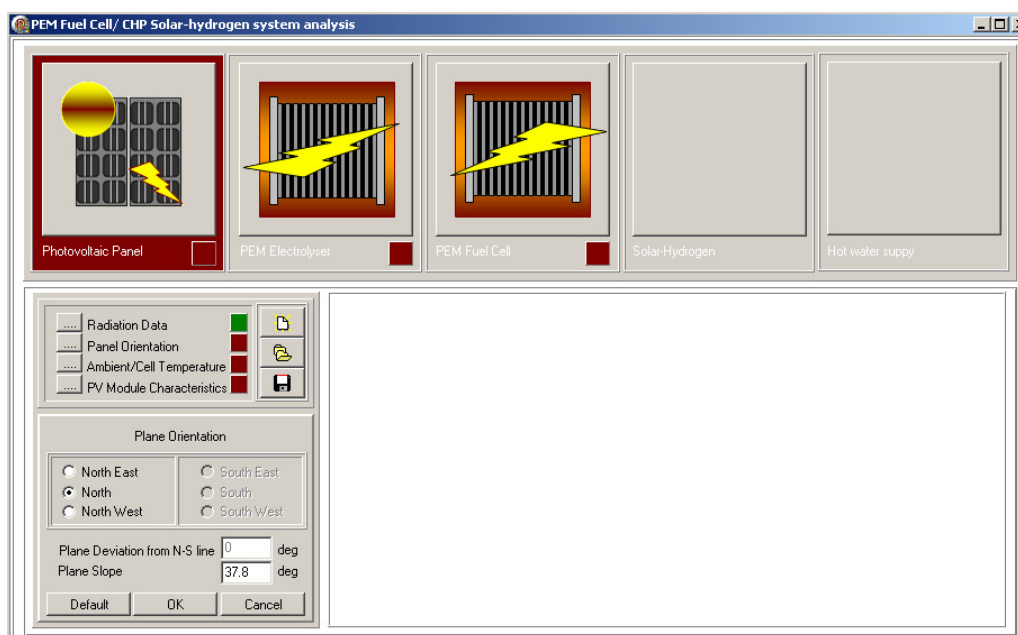 PEM Fuel Cell/ CHP Solar-hydrogen system analysis
Photovoltaic Panel
PEM Electrolyser
PEM Fuel Cell
Solar-Hydrogen
Hot water suppy
.... Radiation Data
.... Panel Orientation
.... Ambient/Cell Temperature
.... PV Module Characteristics
Plane Orientation
North East South East
North South
North West South West
Plane Deviation from N-S line 0 deg
Plane Slope 37.8 deg
Default OK Cancel